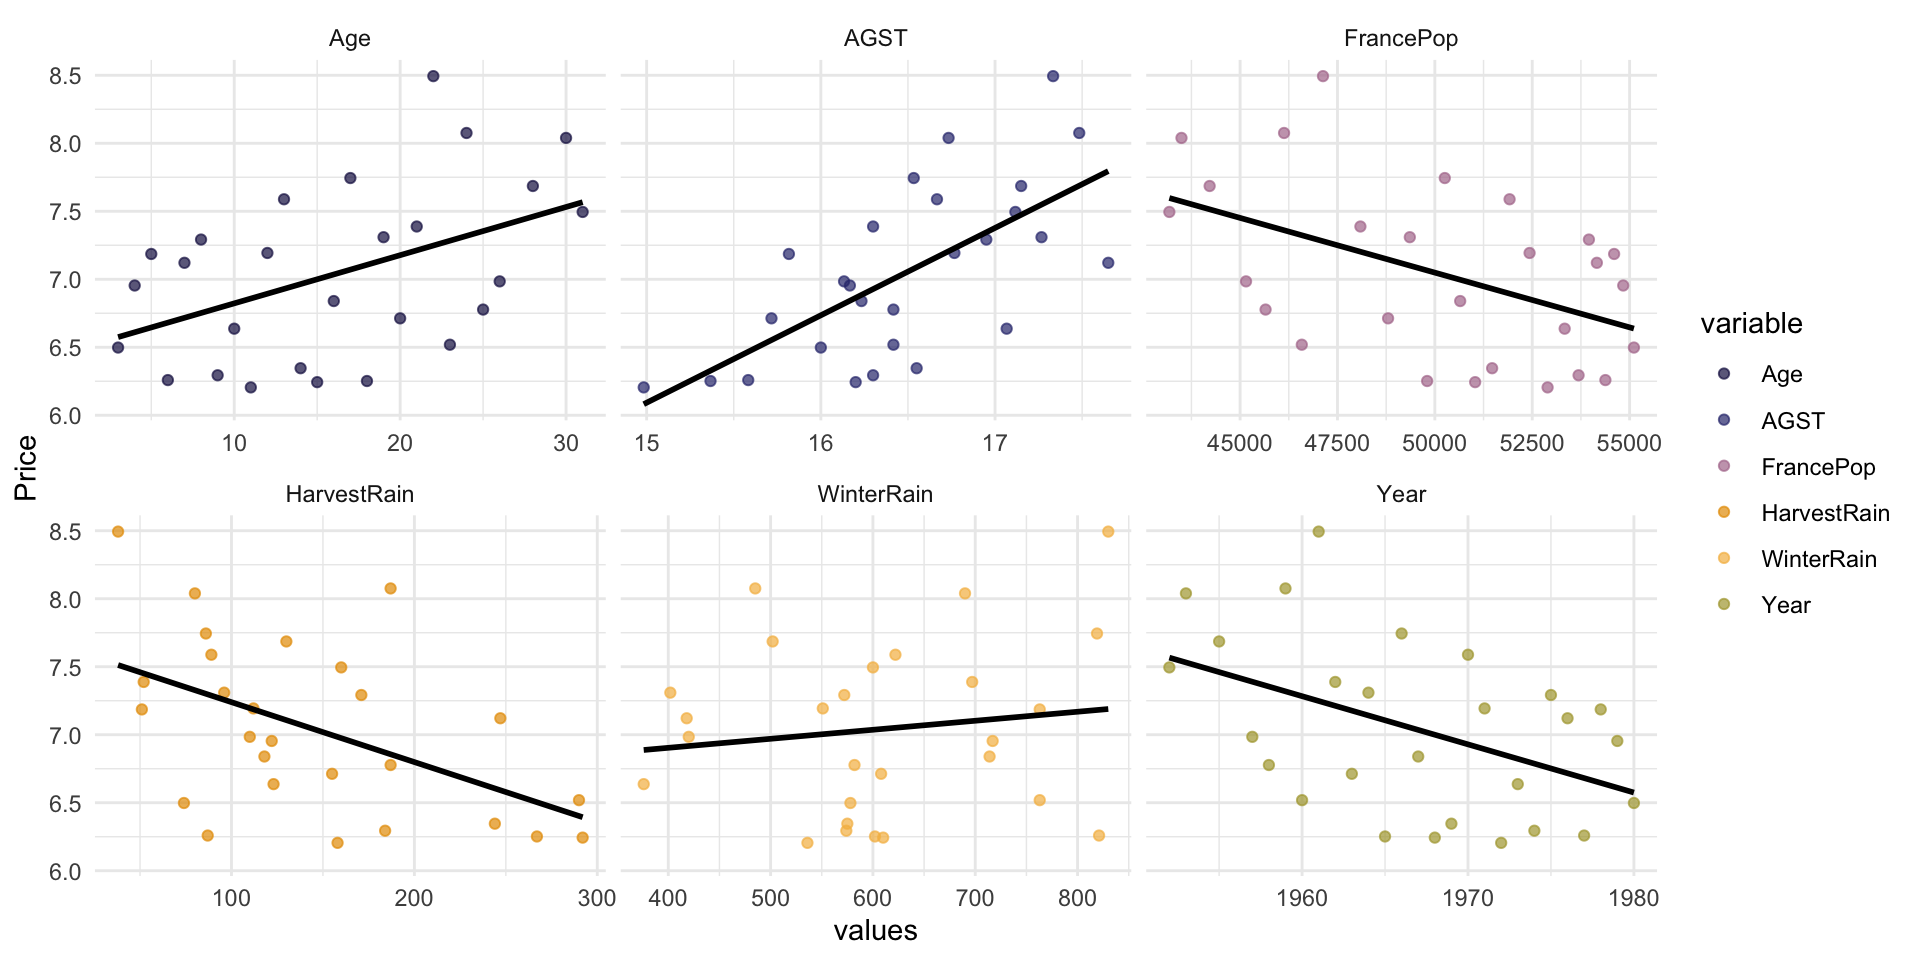 Age AGST FrancePop
8.5
8.0
7.5
7.0
6.5
6.0
10 20 30 15 16 17 45000 47500 50000 52500 55000
Price
HarvestRain WinterRain Year
8.5
8.0
7.5
7.0
6.5
6.0
100 200 300 400 500 600 700 800 1960 1970 1980
values
variable
Age
AGST
FrancePop
HarvestRain
WinterRain
Year